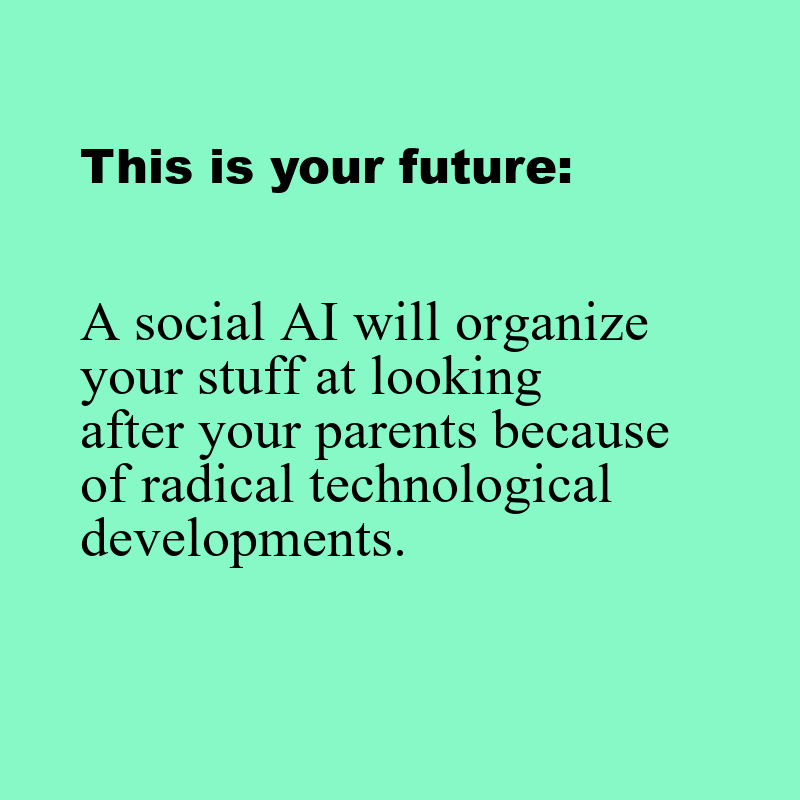 This is your future:
A social AI will organize
your stuff at looking
after your parents because
of radical technological
developments.